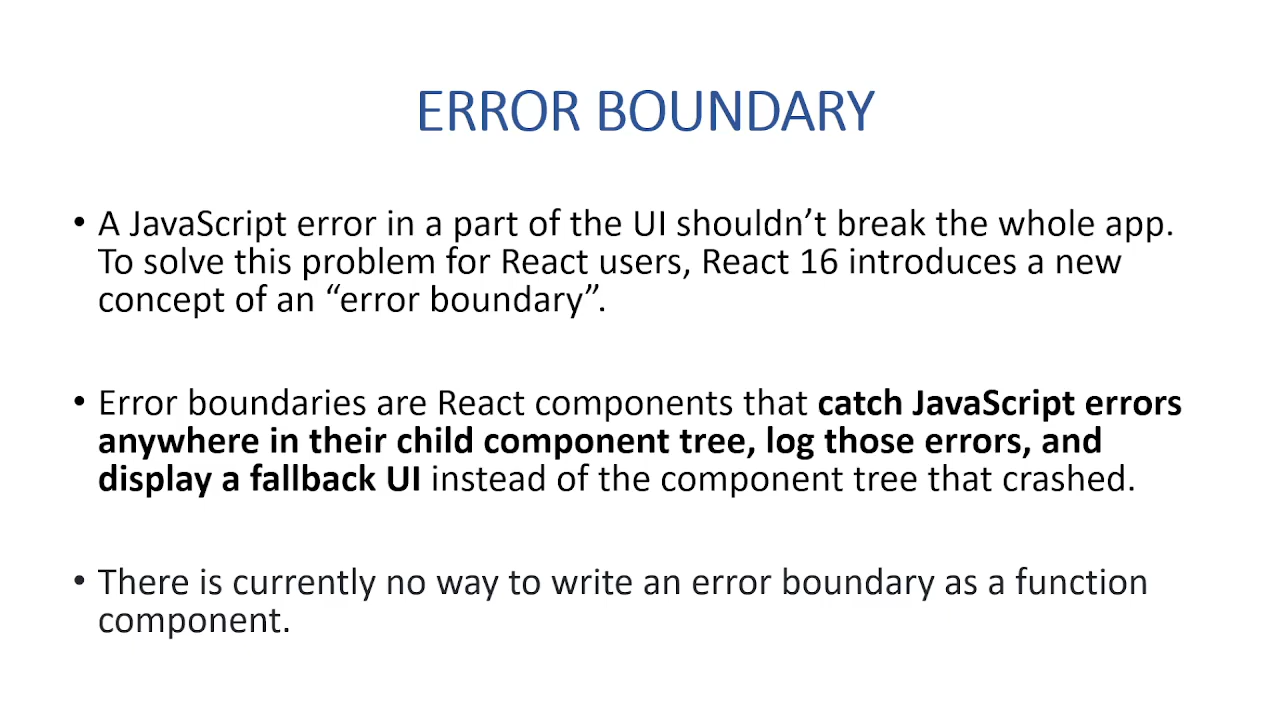 ERROR BOUNDARY
• A JavaScript error in a part of the UI shouldn’t break the whole app.
To solve this problem for React users, React 16 introduces a new
concept of an “error boundary”.
• Error boundaries are React components that catch JavaScript errors
anywhere in their child component tree, log those errors, and
display a fallback UI instead of the component tree that crashed.
• There is currently no way to write an error boundary as a function
component.